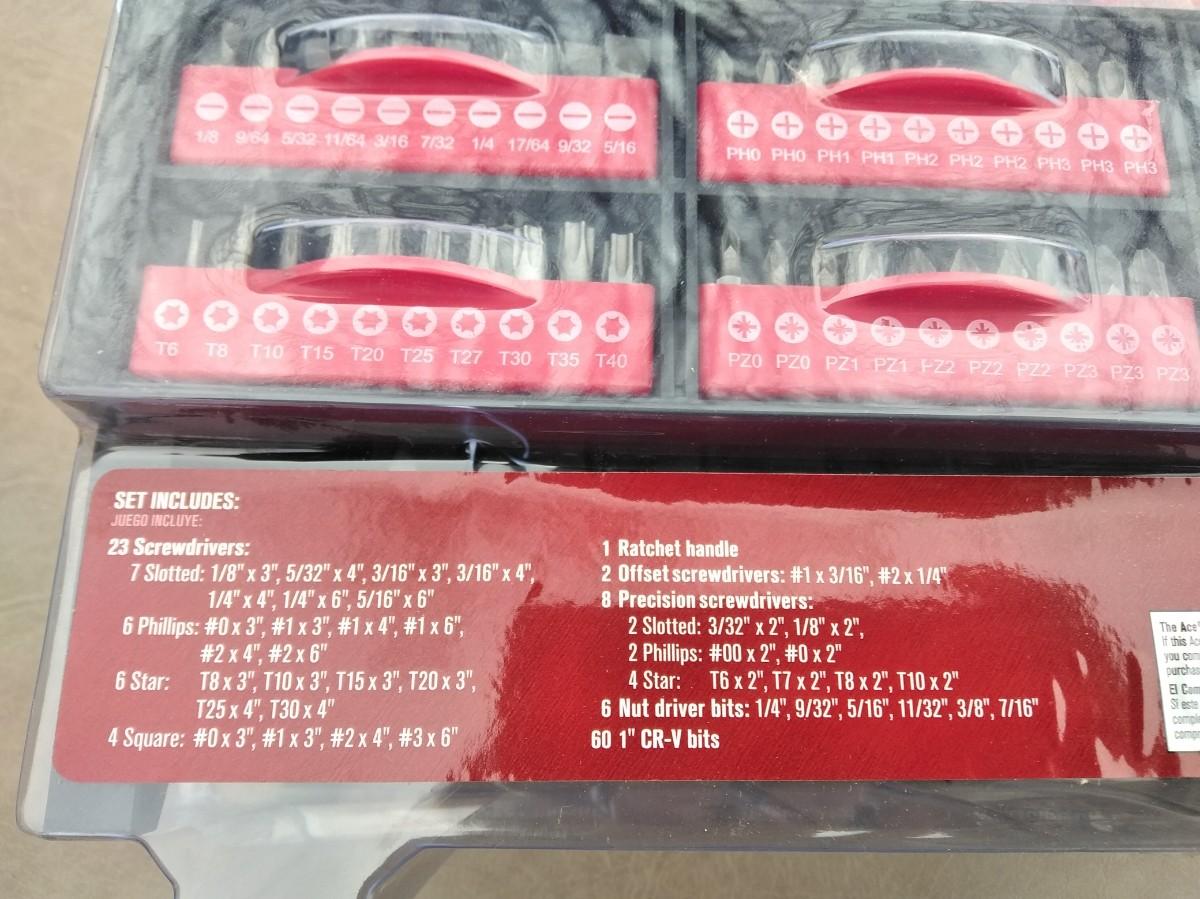 1/8 9/64 5/32 11/64 3/16 7/32 1/4 17/64 9/32 5/16
PH0 PH0 PH1 PH1 PH2 PH2 PH2 PH3 PH3 PH3
T6 T8 T10 T15 T20 T25 T27 T30 T35 T40
PZ0 PZ0 PZ1 PZ1 PZ2 PZ2 PZ2 PZ3 PZ3 PZ3
SET INCLUDES:
JUEGO INCLUYE:
23 Screwdrivers:
7 Slotted: 1/8" x 3", 5/32" x 4", 3/16" x 3", 3/16" x 4",
1/4" x 4", 1/4" x 6", 5/16" x 6"
6 Phillips: #0 x 3", #1 x 3", #1 x 4", #1 x 6",
#2 x 4", #2 x 6"
6 Star: T8 x 3", T10 x 3", T15 x 3", T20 x 3",
T25 x 4", T30 x 4"
4 Square: #0 x 3", #1 x 3", #2 x 4", #3 x 6"
1 Ratchet handle
2 Offset screwdrivers: #1 x 3/16", #2 x 1/4"
8 Precision screwdrivers:
2 Slotted: 3/32" x 2", 1/8" x 2",
2 Phillips: #00 x 2", #0 x 2"
4 Star: T6 x 2", T7 x 2", T8 x 2", T10 x 2"
6 Nut driver bits: 1/4", 9/32", 5/16", 11/32", 3/8", 7/16"
60 1" CR-V bits
The Ace
If this Ac
you com
purchas
El Com
Si este
comple
compr